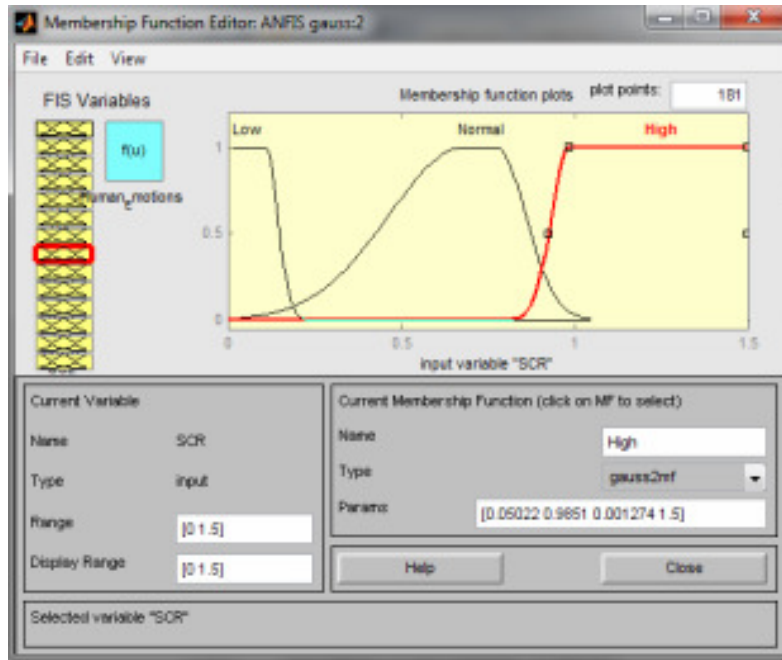 Membership Function Editor: ANFIS gauss:2
File Edit View
FIS Variables
f(u)
Human_Emotions
Membership function plots plot points: 181
Low Normal High
1
0.5
0
0 0.5 1 1.5
input variable "SCR"
Current Variable
Name SCR
Type input
Range [0 1.5]
Display Range [0 1.5]
Current Membership Function (click on MF to select)
Name High
Type gauss2mf
Params [0.05022 0.9851 0.001274 1.5]
Help Close
Selected variable "SCR"